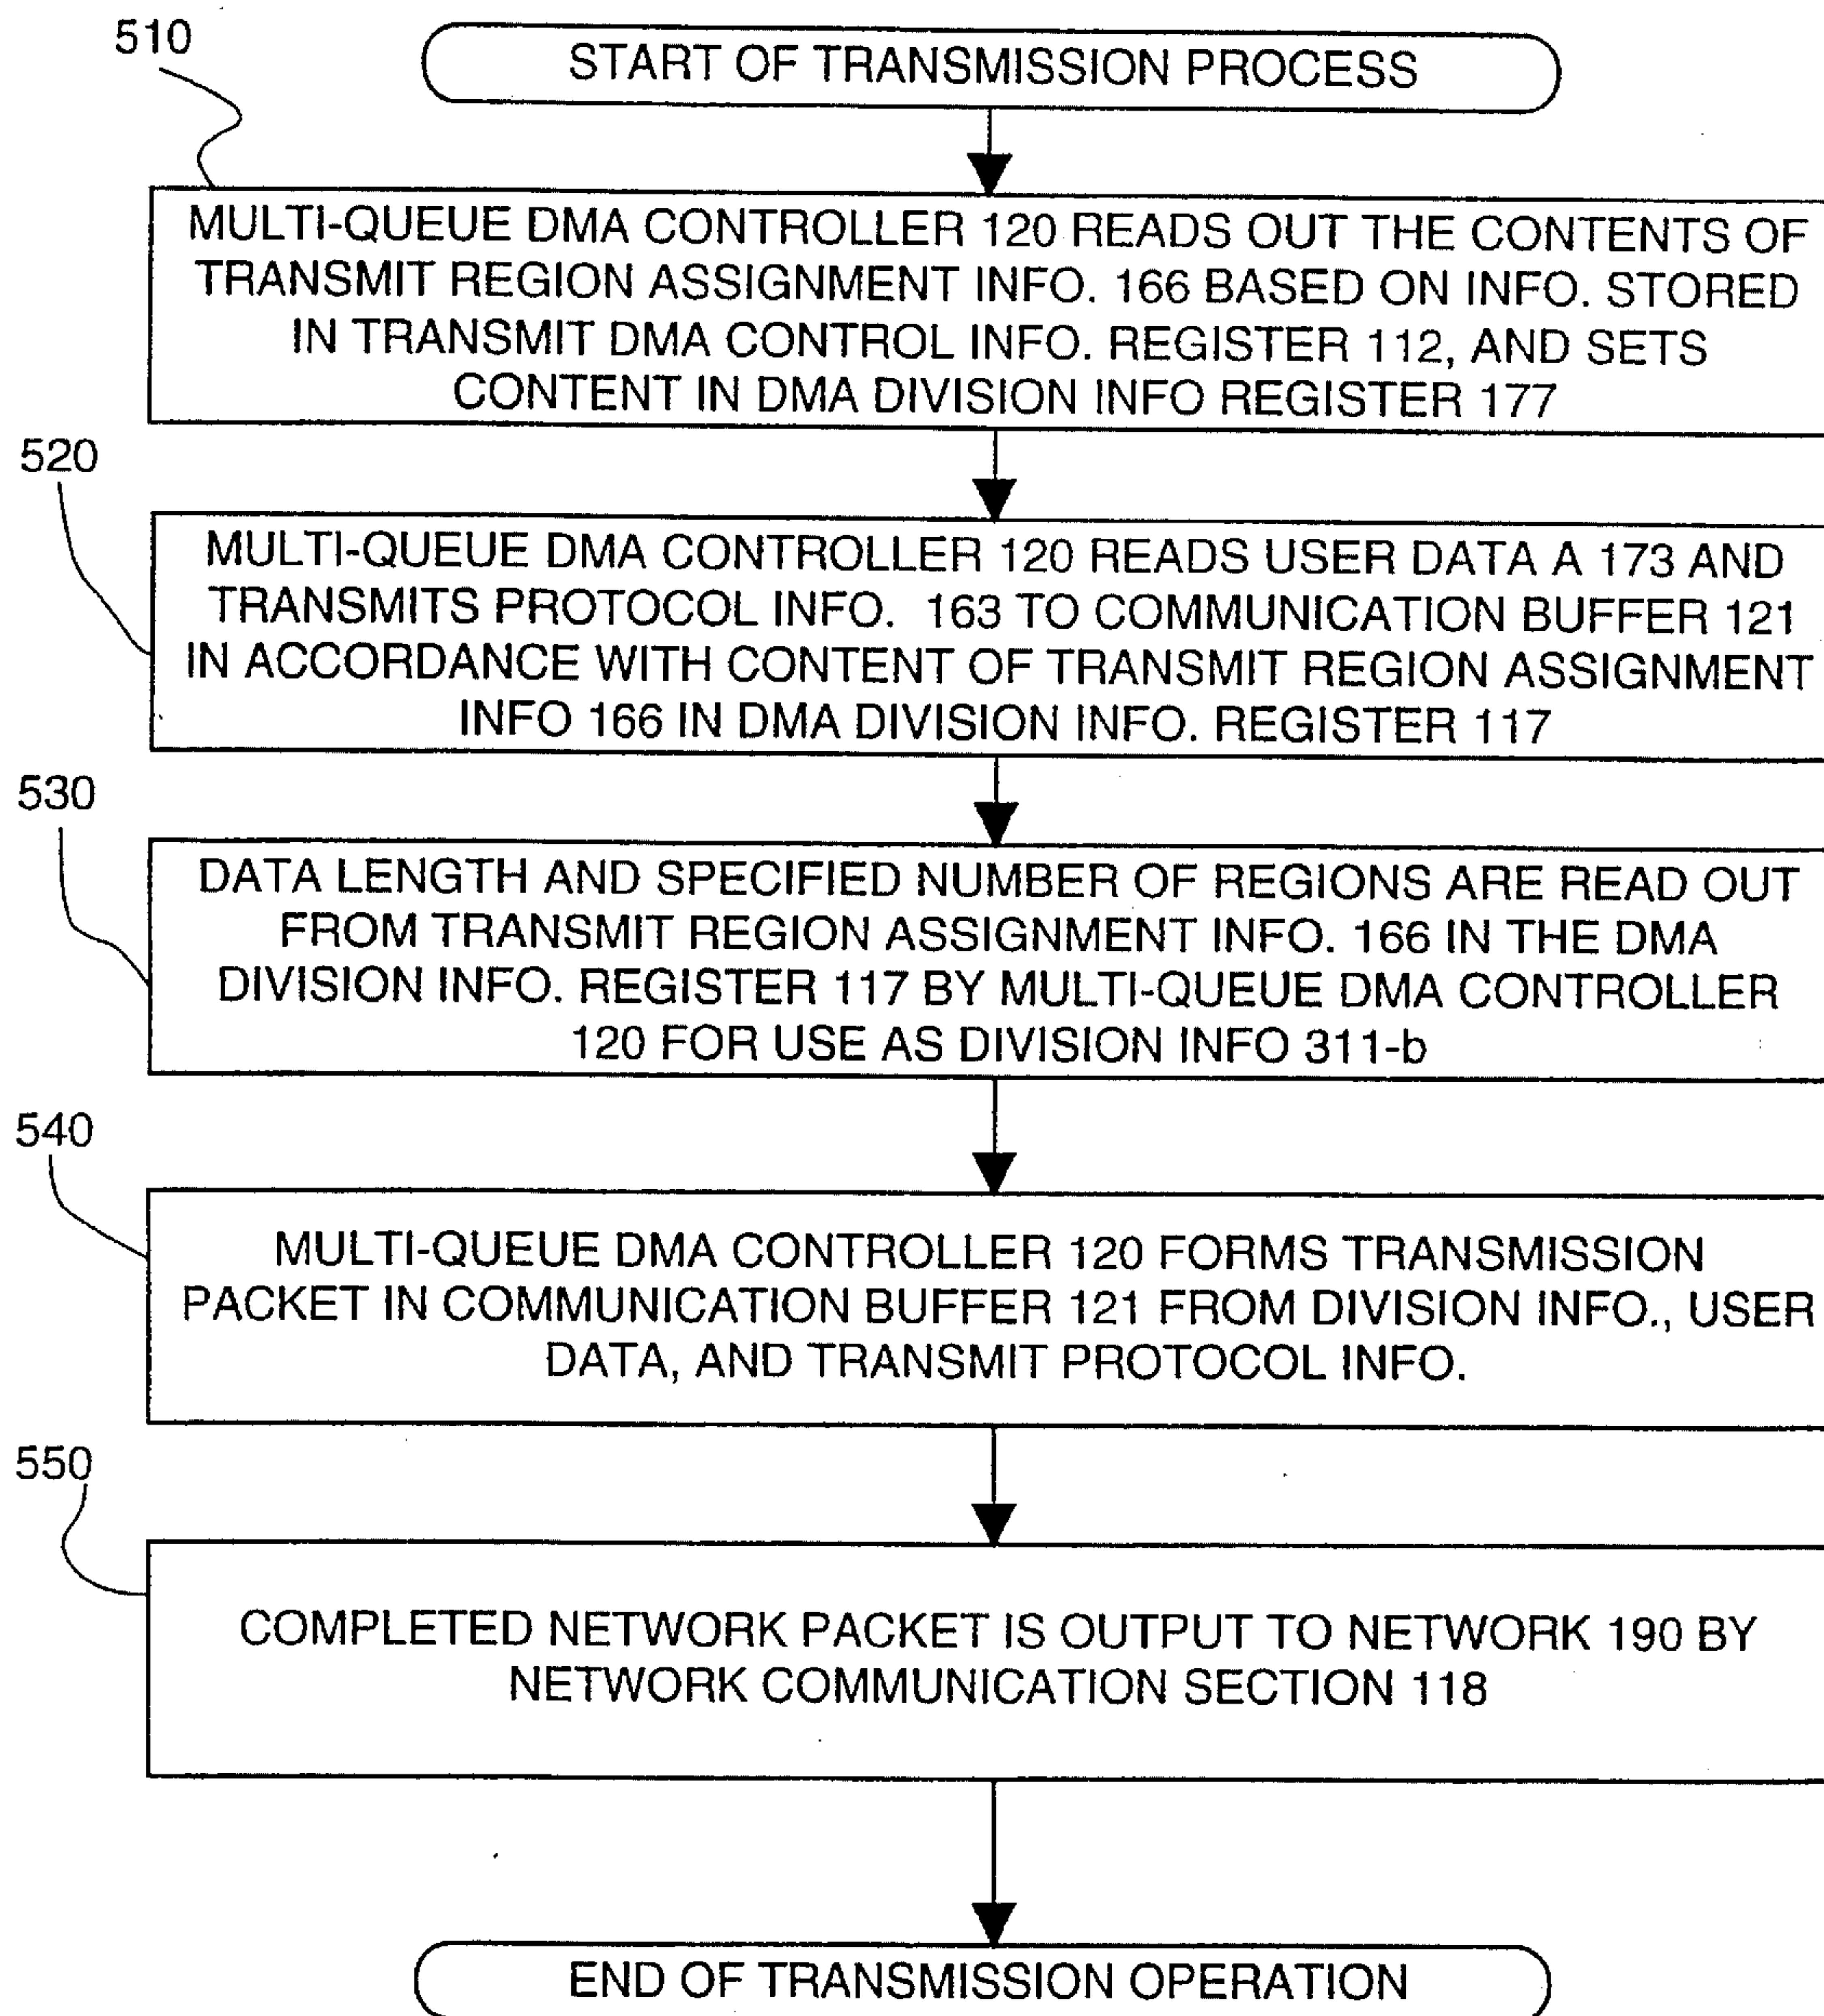 510
START OF TRANSMISSION PROCESS
MULTI-QUEUE DMA CONTROLLER 120 READS OUT THE CONTENTS OF
TRANSMIT REGION ASSIGNMENT INFO. 166 BASED ON INFO. STORED
IN TRANSMIT DMA CONTROL INFO. REGISTER 112, AND SETS
CONTENT IN DMA DIVISION INFO REGISTER 177
520
MULTI-QUEUE DMA CONTROLLER 120 READS USER DATA A 173 AND
TRANSMITS PROTOCOL INFO. 163 TO COMMUNICATION BUFFER 121
IN ACCORDANCE WITH CONTENT OF TRANSMIT REGION ASSIGNMENT
INFO 166 IN DMA DIVISION INFO. REGISTER 117
530
DATA LENGTH AND SPECIFIED NUMBER OF REGIONS ARE READ OUT
FROM TRANSMIT REGION ASSIGNMENT INFO. 166 IN THE DMA
DIVISION INFO. REGISTER 117 BY MULTI-QUEUE DMA CONTROLLER
120 FOR USE AS DIVISION INFO 311-b
540
MULTI-QUEUE DMA CONTROLLER 120 FORMS TRANSMISSION
PACKET IN COMMUNICATION BUFFER 121 FROM DIVISION INFO., USER
DATA, AND TRANSMIT PROTOCOL INFO.
550
COMPLETED NETWORK PACKET IS OUTPUT TO NETWORK 190 BY
NETWORK COMMUNICATION SECTION 118
END OF TRANSMISSION OPERATION